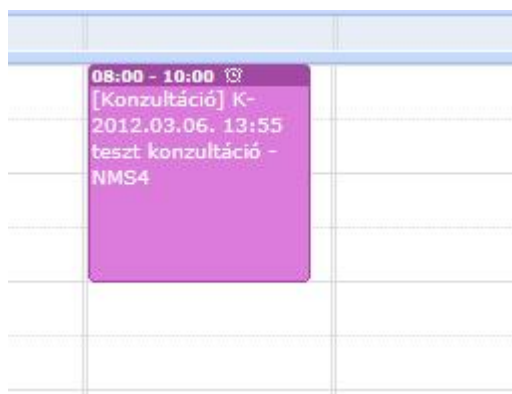 08:00 - 10:00
[Konzultáció] K-
2012.03.06. 13:55
teszt konzultáció -
NMS4